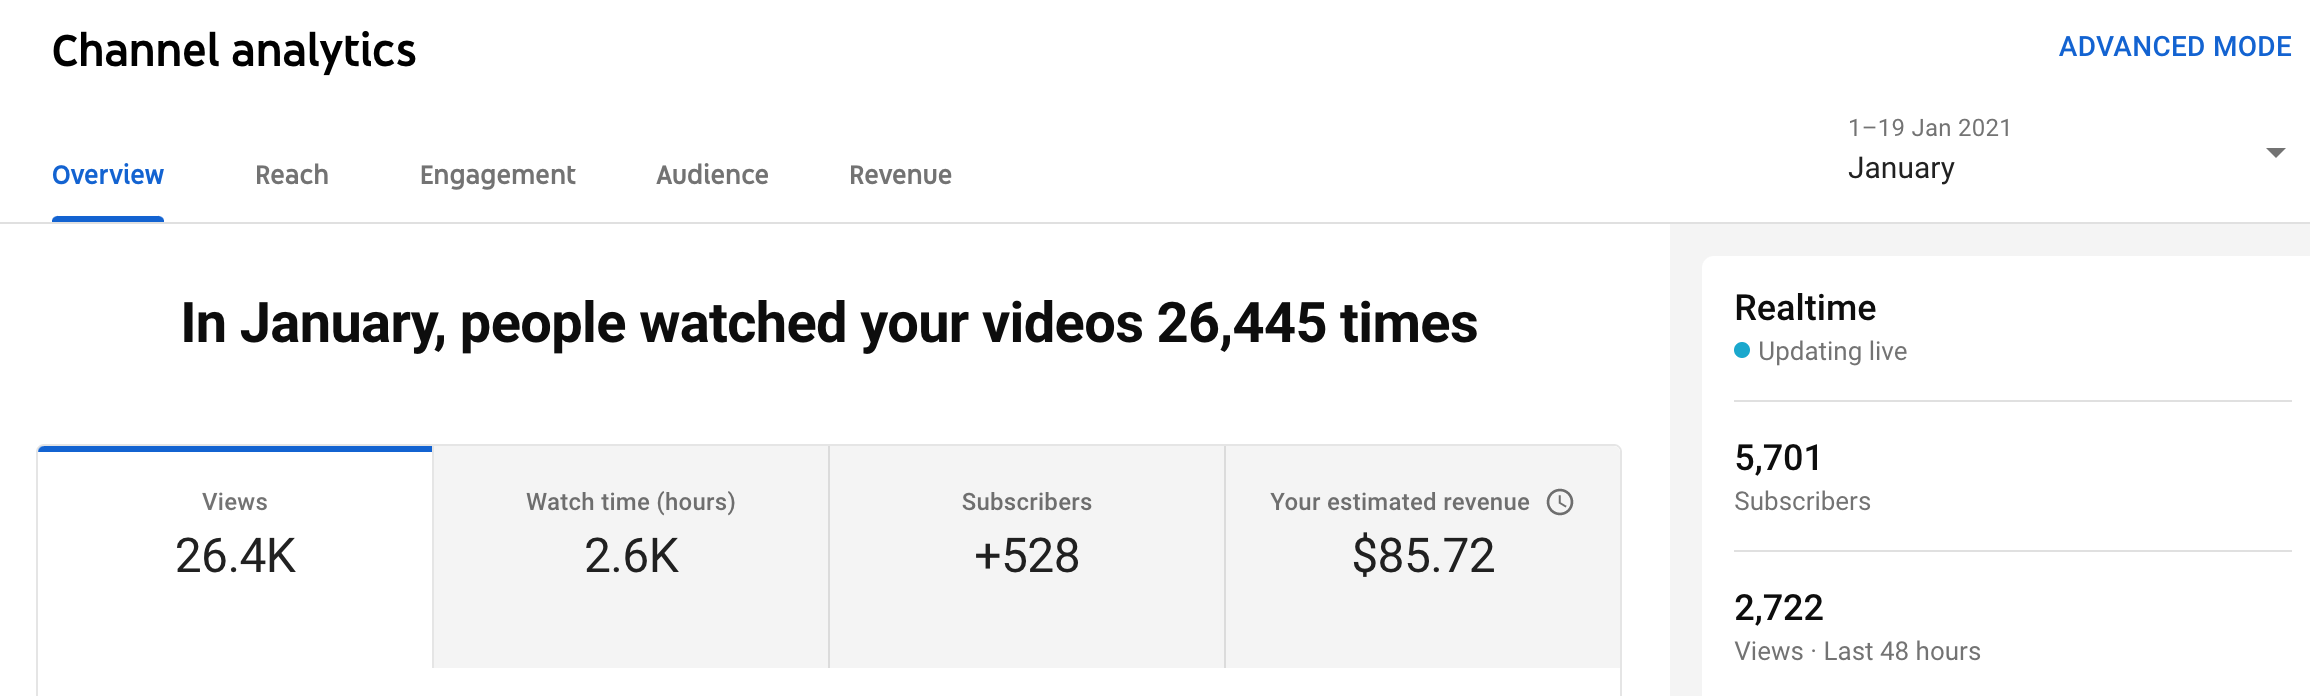 Channel analytics
ADVANCED MODE
1–19 Jan 2021
January
Overview
Reach
Engagement
Audience
Revenue
In January, people watched your videos 26,445 times
Views
26.4K
Watch time (hours)
2.6K
Subscribers
+528
Your estimated revenue
$85.72
Realtime
Updating live
5,701
Subscribers
2,722
Views · Last 48 hours